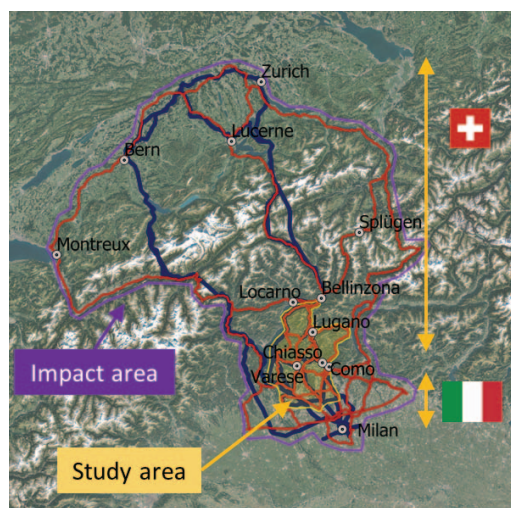 Zurich
Lucerne
Bern
Splügen
Montreux
Locarno
Bellinzona
Lugano
Impact area
Chiasso
Varese
Como
Milan
Study area